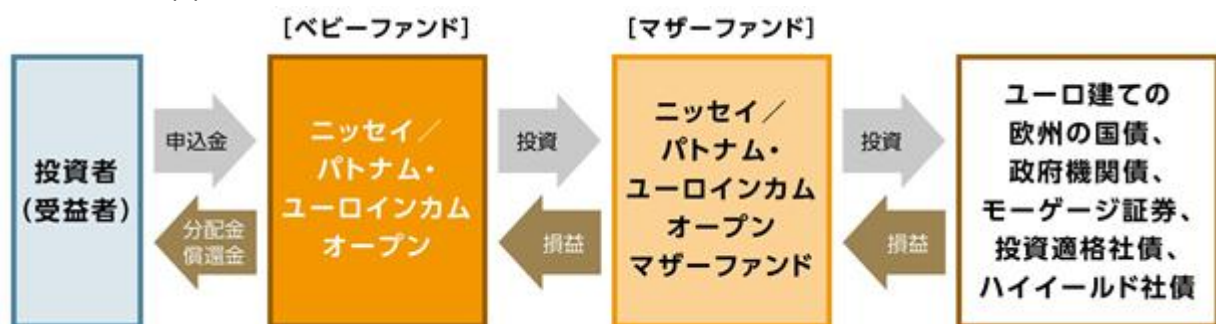 [ベビーファンド]
[マザーファンド]
投資者
(受益者)
申込金
分配金
償還金
ニッセイ／
パトナム・
ユーロインカム
オープン
投資
損益
ニッセイ／
パトナム・
ユーロインカム
オープン
マザーファンド
投資
損益
ユーロ建ての
欧州の国債、
政府機関債、
モーゲージ証券、
投資適格社債、
ハイイールド社債